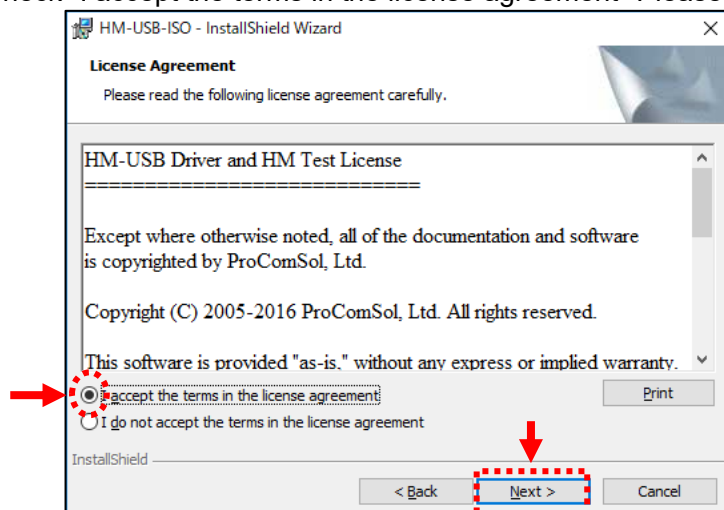 HM-USB-ISO - InstallShield Wizard
License Agreement
Please read the following license agreement carefully.
HM-USB Driver and HM Test License
==============================
Except where otherwise noted, all of the documentation and software
is copyrighted by ProComSol, Ltd.
Copyright (C) 2005-2016 ProComSol, Ltd. All rights reserved.
This software is provided "as-is," without any express or implied warranty.
I accept the terms in the license agreement
Print
I do not accept the terms in the license agreement
InstallShield
< Back Next > Cancel